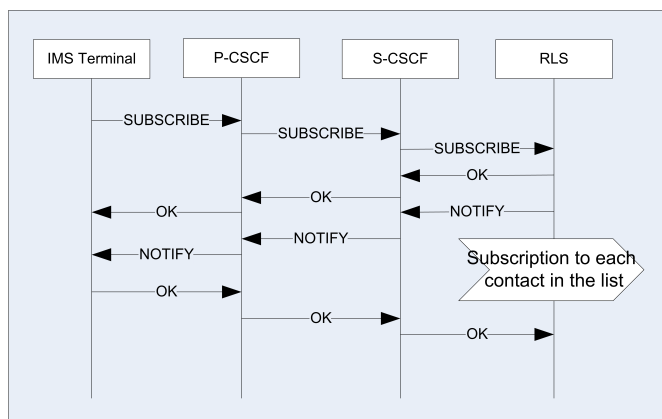 IMS Terminal
P-CSCF
S-CSCF
RLS
SUBSCRIBE
SUBSCRIBE
SUBSCRIBE
OK
OK
OK
NOTIFY
NOTIFY
NOTIFY
Subscription to each
contact in the list
OK
OK
OK